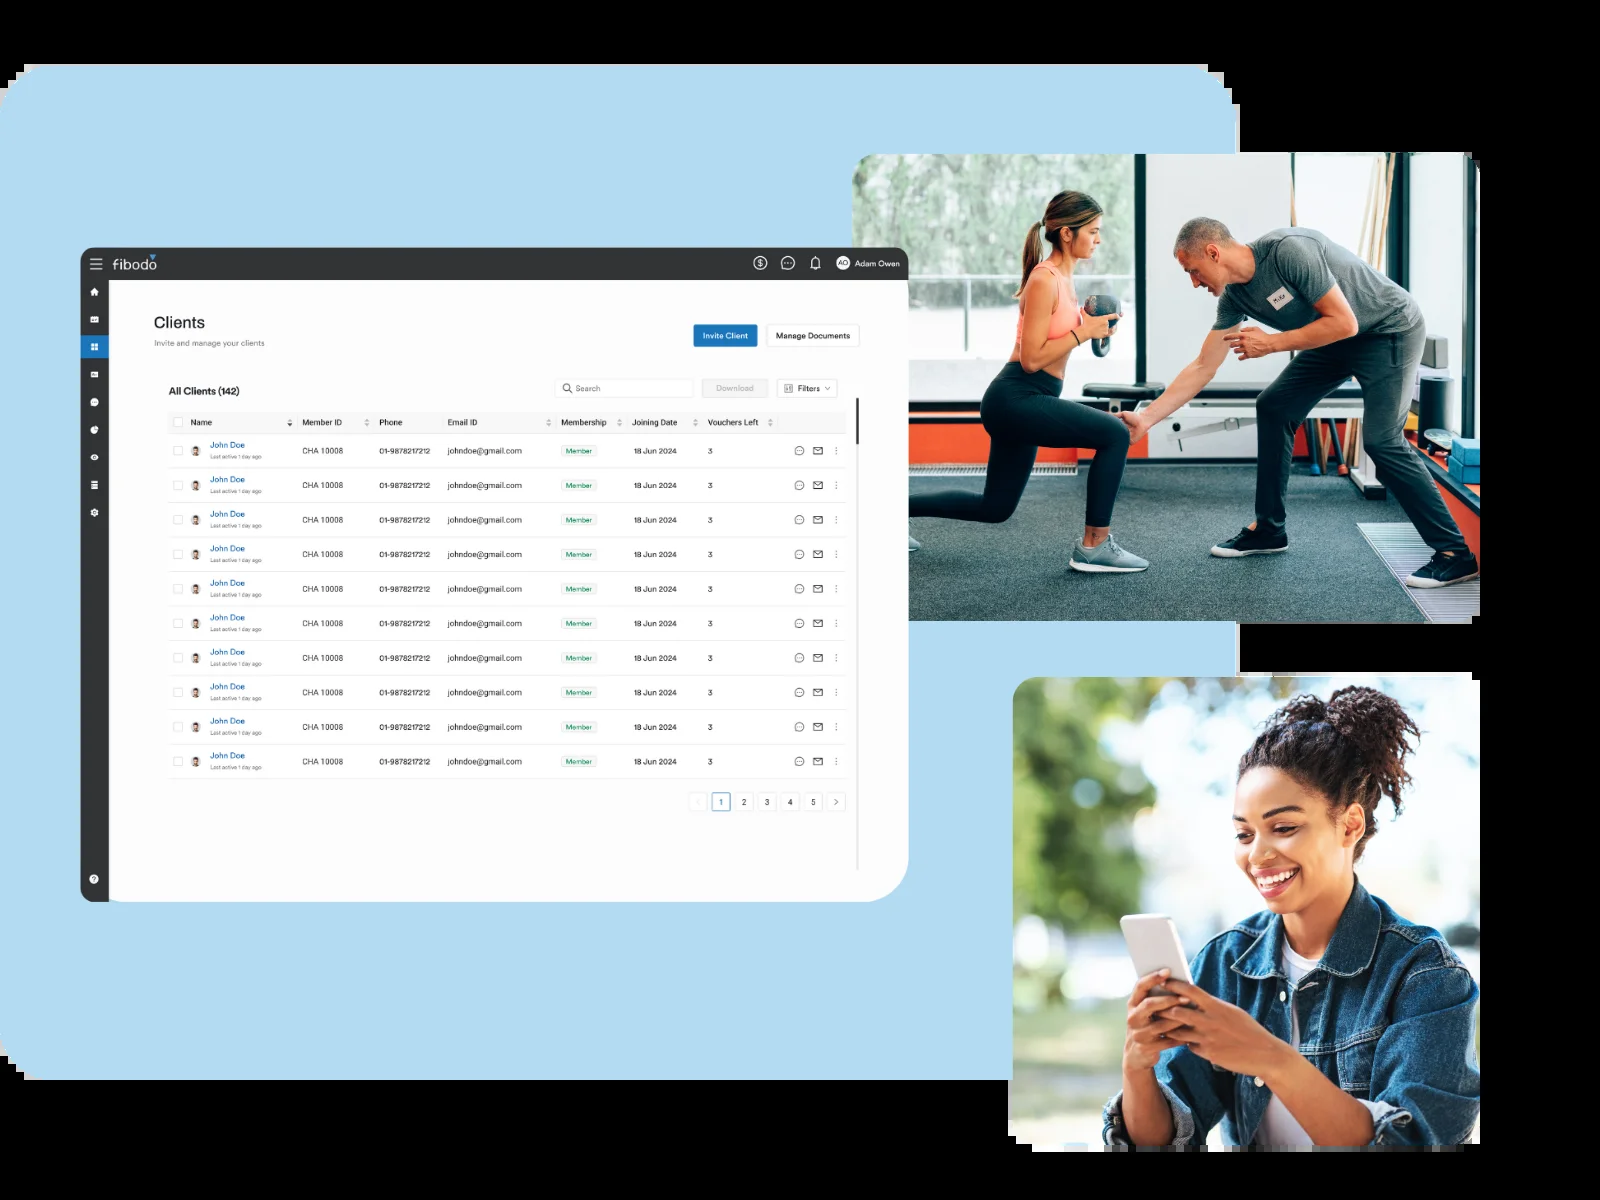 fibodo
AO Adam Owen
Clients
Invite and manage your clients
Invite Client Manage Documents
All Clients (142)
Search Download Filters
Name Member ID Phone Email ID Membership Joining Date Vouchers Left
John Doe
Last active 1 day ago
CHA 10008 01-9878217212 johndoe@gmail.com Member 18 Jun 2024 3
John Doe
Last active 1 day ago
CHA 10008 01-9878217212 johndoe@gmail.com Member 18 Jun 2024 3
John Doe
Last active 1 day ago
CHA 10008 01-9878217212 johndoe@gmail.com Member 18 Jun 2024 3
John Doe
Last active 1 day ago
CHA 10008 01-9878217212 johndoe@gmail.com Member 18 Jun 2024 3
John Doe
Last active 1 day ago
CHA 10008 01-9878217212 johndoe@gmail.com Member 18 Jun 2024 3
John Doe
Last active 1 day ago
CHA 10008 01-9878217212 johndoe@gmail.com Member 18 Jun 2024 3
John Doe
Last active 1 day ago
CHA 10008 01-9878217212 johndoe@gmail.com Member 18 Jun 2024 3
John Doe
Last active 1 day ago
CHA 10008 01-9878217212 johndoe@gmail.com Member 18 Jun 2024 3
John Doe
Last active 1 day ago
CHA 10008 01-9878217212 johndoe@gmail.com Member 18 Jun 2024 3
John Doe
Last active 1 day ago
CHA 10008 01-9878217212 johndoe@gmail.com Member 18 Jun 2024 3
1 2 3 4 5
MIKE